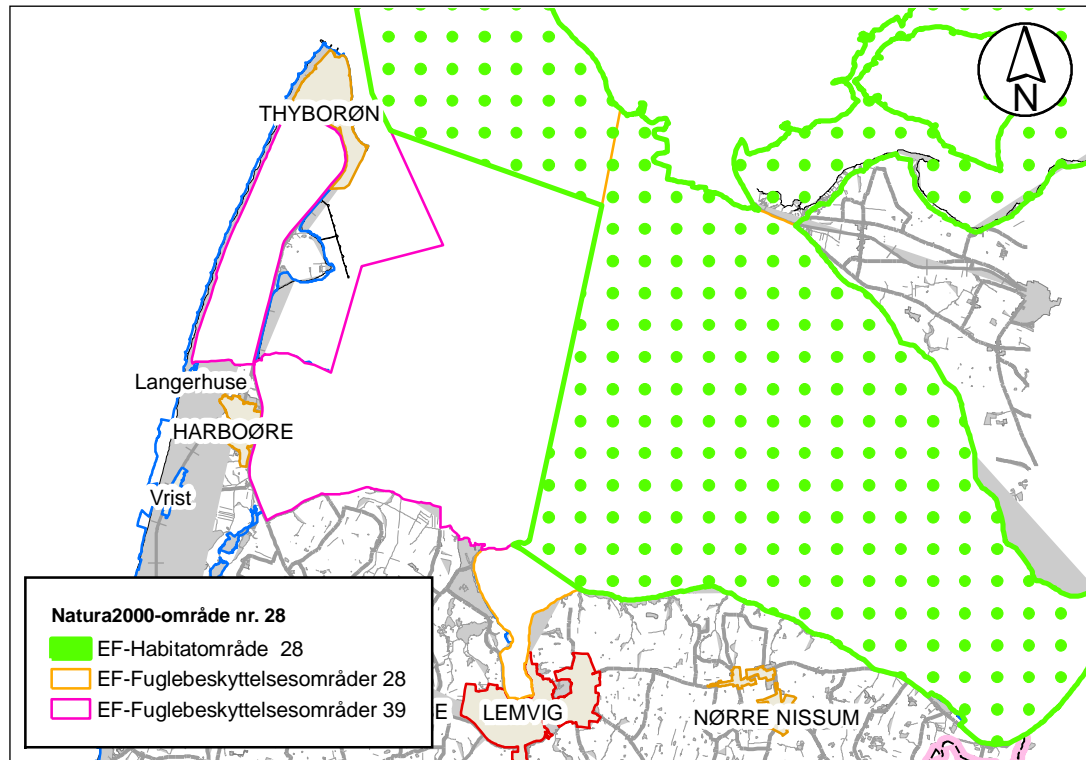 N
THYBORØN
Langerhuse
HARBOØRE
Vrist
Natura2000-område nr. 28
EF-Habitatområde 28
EF-Fuglebeskyttelsesområder 28
EF-Fuglebeskyttelsesområder 39
E
LEMVIG
NØRRE NISSUM